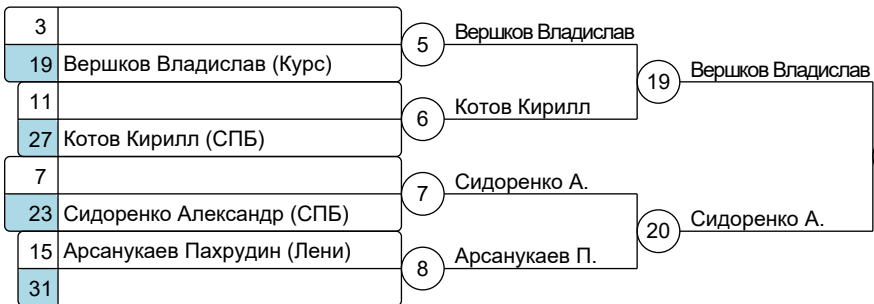 3
19 Вершков Владислав (Курс)
11
27 Котов Кирилл (СПБ)
7
23 Сидоренко Александр (СПБ)
15 Арсанукаев Пахрудин (Лени)
31
5 Вершков Владислав
6 Котов Кирилл
7 Сидоренко А.
8 Арсанукаев П.
19 Вершков Владислав
20 Сидоренко А.